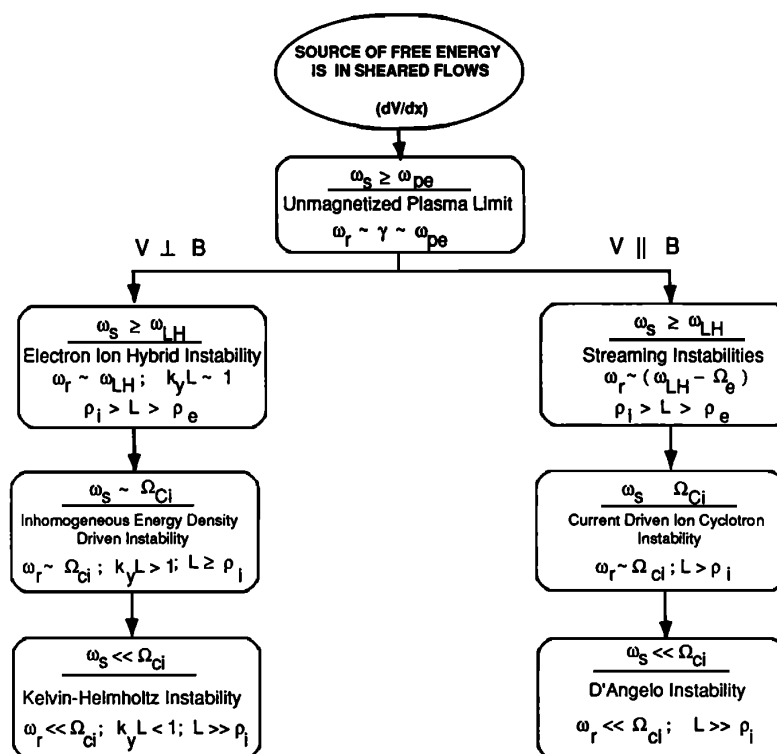 SOURCE OF FREE ENERGY
IS IN SHEARED FLOWS
(dV/dx)
ω_s ≥ ω_pe
Unmagnetized Plasma Limit
ω_r ~ γ ~ ω_pe
V ⊥ B
V ∥ B
ω_s ≥ ω_LH
Electron Ion Hybrid Instability
ω_r ~ ω_LH ; k_y L ~ 1
ρ_i > L > ρ_e
ω_s ≥ ω_LH
Streaming Instabilities
ω_r ~ ( ω_LH – Ω_e )
ρ_i > L > ρ_e
ω_s ~ Ω_Ci
Inhomogeneous Energy Density
Driven Instability
ω_r ~ Ω_ci ; k_y L > 1; L ≥ ρ_i
ω_s Ω_Ci
Current Driven Ion Cyclotron
Instability
ω_r ~ Ω_ci ; L > ρ_i
ω_s << Ω_ci
Kelvin-Helmholtz Instability
ω_r << Ω_ci; k_y L < 1; L >> ρ_i
ω_s << Ω_ci
D'Angelo Instability
ω_r << Ω_ci; L >> ρ_i